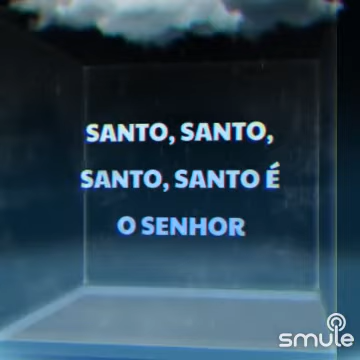 SANTO, SANTO,
SANTO, SANTO É
O SENHOR
smule